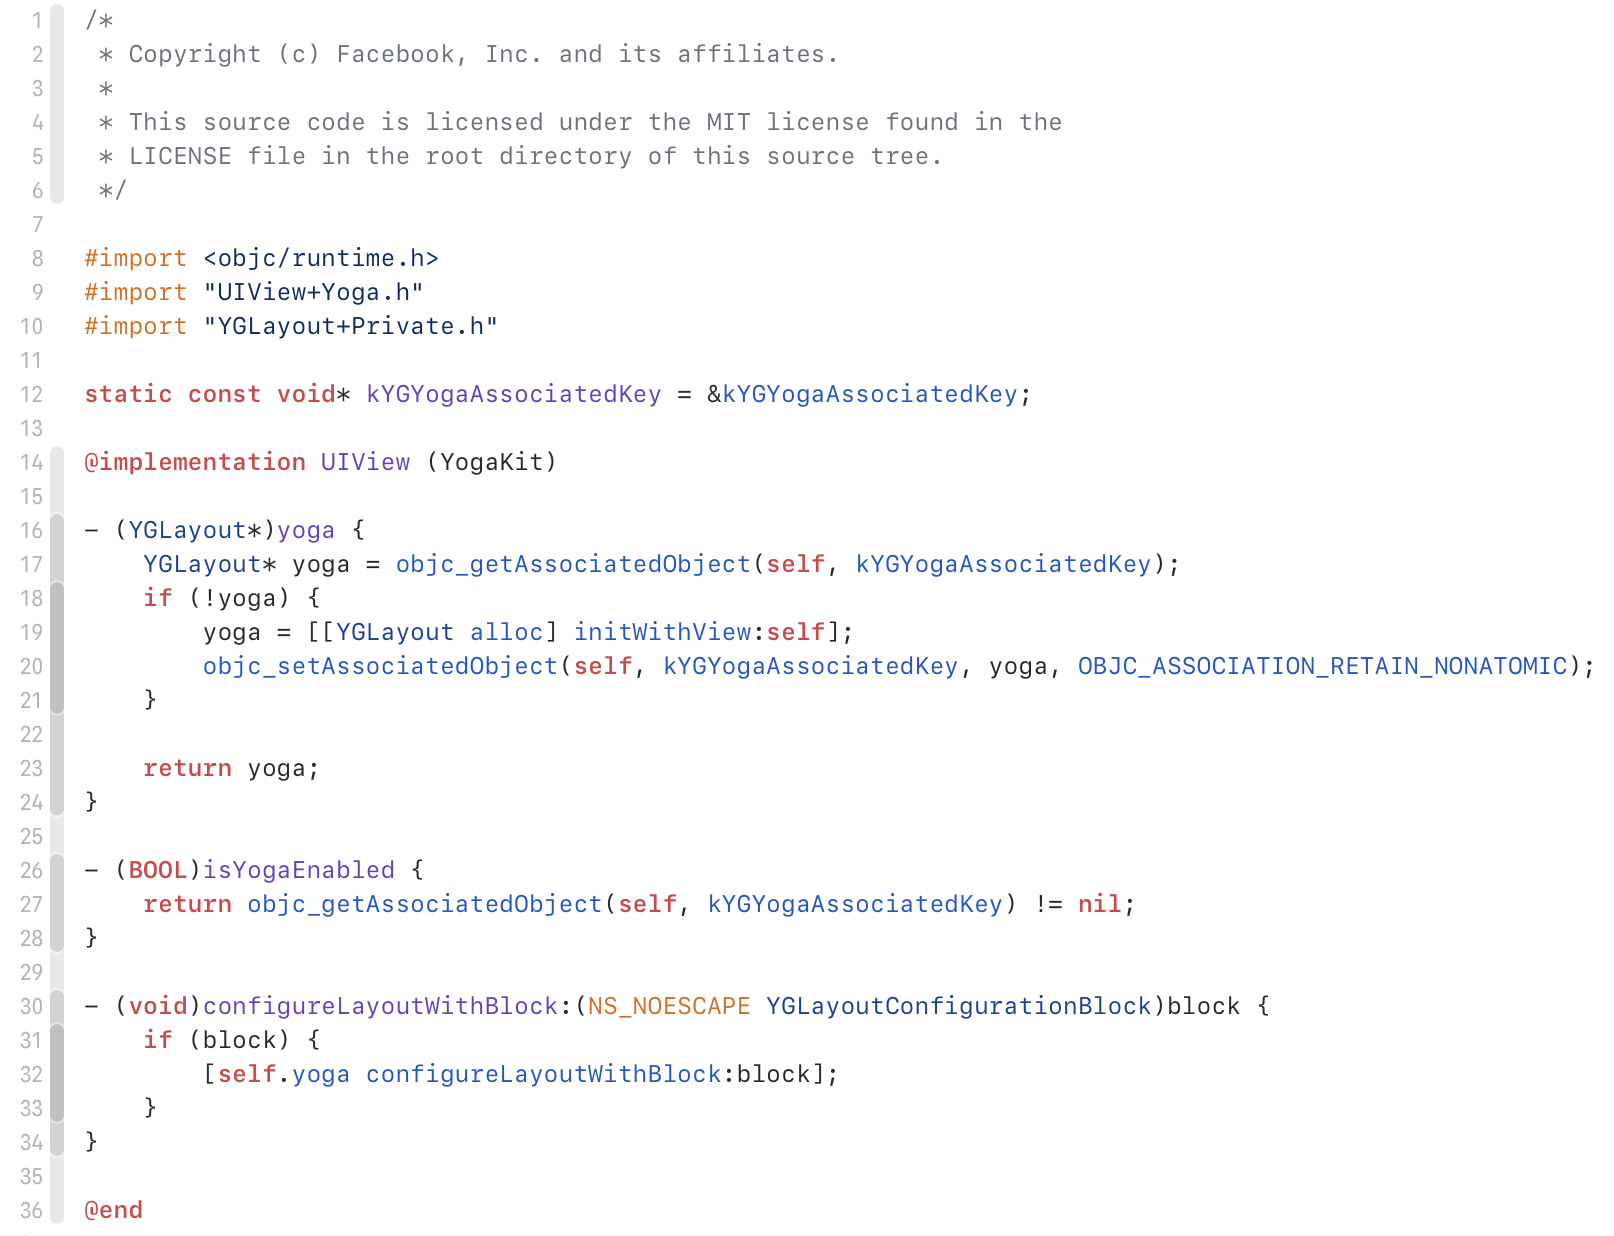 1 /*
2  * Copyright (c) Facebook, Inc. and its affiliates.
3  *
4  * This source code is licensed under the MIT license found in the
5  * LICENSE file in the root directory of this source tree.
6  */
7
8 #import <objc/runtime.h>
9 #import "UIView+Yoga.h"
10 #import "YGLayout+Private.h"
11
12 static const void* kYGYogaAssociatedKey = &kYGYogaAssociatedKey;
13
14 @implementation UIView (YogaKit)
15
16 - (YGLayout*)yoga {
17     YGLayout* yoga = objc_getAssociatedObject(self, kYGYogaAssociatedKey);
18     if (!yoga) {
19         yoga = [[YGLayout alloc] initWithView:self];
20         objc_setAssociatedObject(self, kYGYogaAssociatedKey, yoga, OBJC_ASSOCIATION_RETAIN_NONATOMIC);
21     }
22
23     return yoga;
24 }
25
26 - (BOOL)isYogaEnabled {
27     return objc_getAssociatedObject(self, kYGYogaAssociatedKey) != nil;
28 }
29
30 - (void)configureLayoutWithBlock:(NS_NOESCAPE YGLayoutConfigurationBlock)block {
31     if (block) {
32         [self.yoga configureLayoutWithBlock:block];
33     }
34 }
35
36 @end